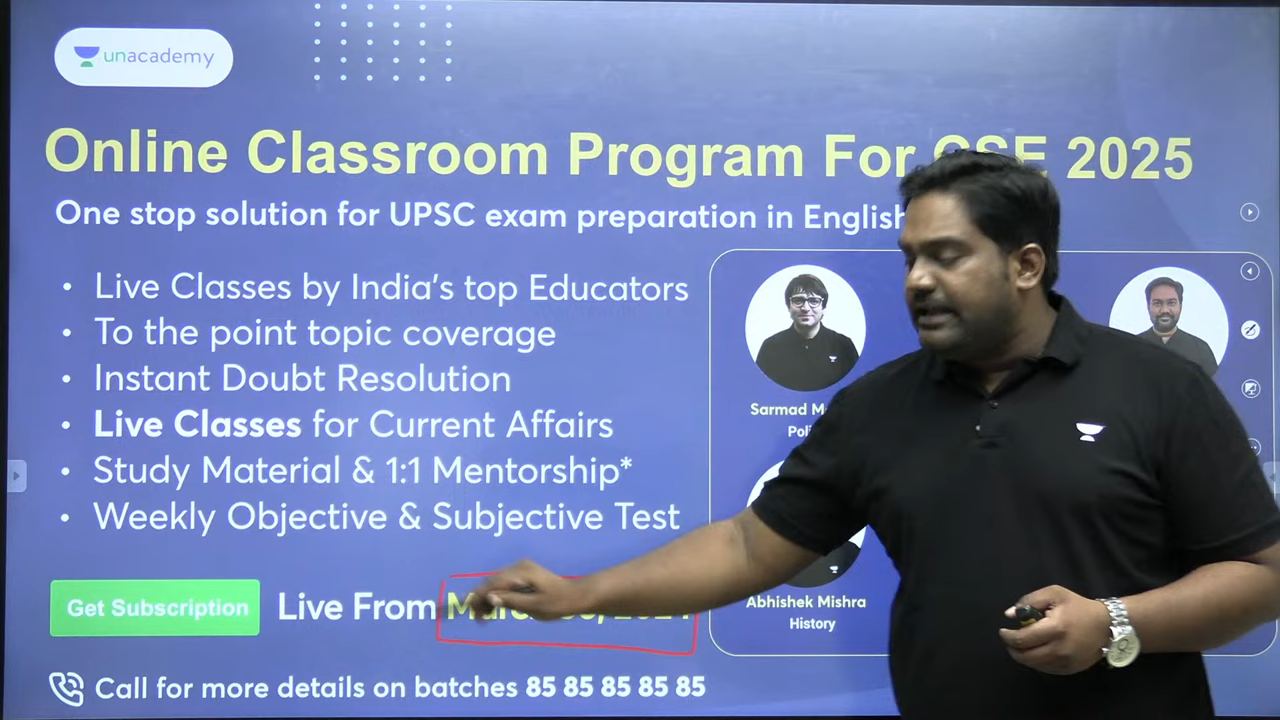 unacademy
Online Classroom Program For CSE 2025
One stop solution for UPSC exam preparation in English
• Live Classes by India's top Educators
• To the point topic coverage
• Instant Doubt Resolution
• Live Classes for Current Affairs
• Study Material & 1:1 Mentorship*
• Weekly Objective & Subjective Test
Sarmad
Abhishek Mishra
History
Get Subscription
Live From
Call for more details on batches 85 85 85 85 85